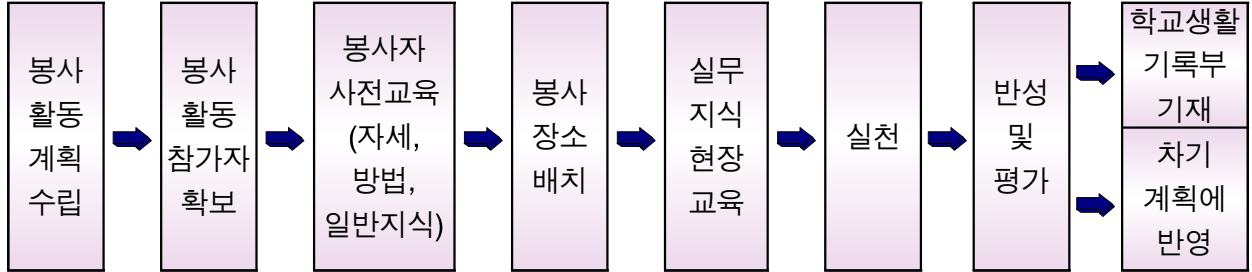 봉사
활동
계획
수립
봉사
활동
참가자
확보
봉사자
사전교육
(자세,
방법,
일반지식)
봉사
장소
배치
실무
지식
현장
교육
실천
반성
및
평가
학교생활
기록부
기재
차기
계획에
반영